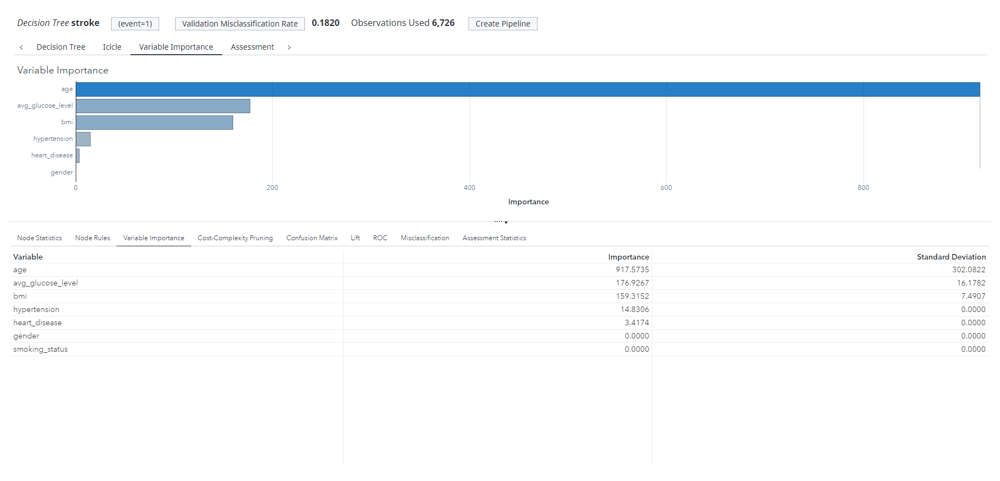 Decision Tree stroke (event=1) Validation Misclassification Rate 0.1820 Observations Used 6,726 Create Pipeline
< Decision Tree Icicle Variable Importance Assessment >
Variable Importance
age
avg_glucose_level
bmi
hypertension
heart_disease
gender
0 200 400 600 800
Importance
Node Statistics Node Rules Variable Importance Cost-Complexity Pruning Confusion Matrix Lift ROC Misclassification Assessment Statistics
Variable Importance Standard Deviation
age 917.5735 302.0822
avg_glucose_level 176.9267 16.1782
bmi 159.3152 7.4907
hypertension 14.8306 0.0000
heart_disease 3.4174 0.0000
gender 0.0000 0.0000
smoking_status 0.0000 0.0000